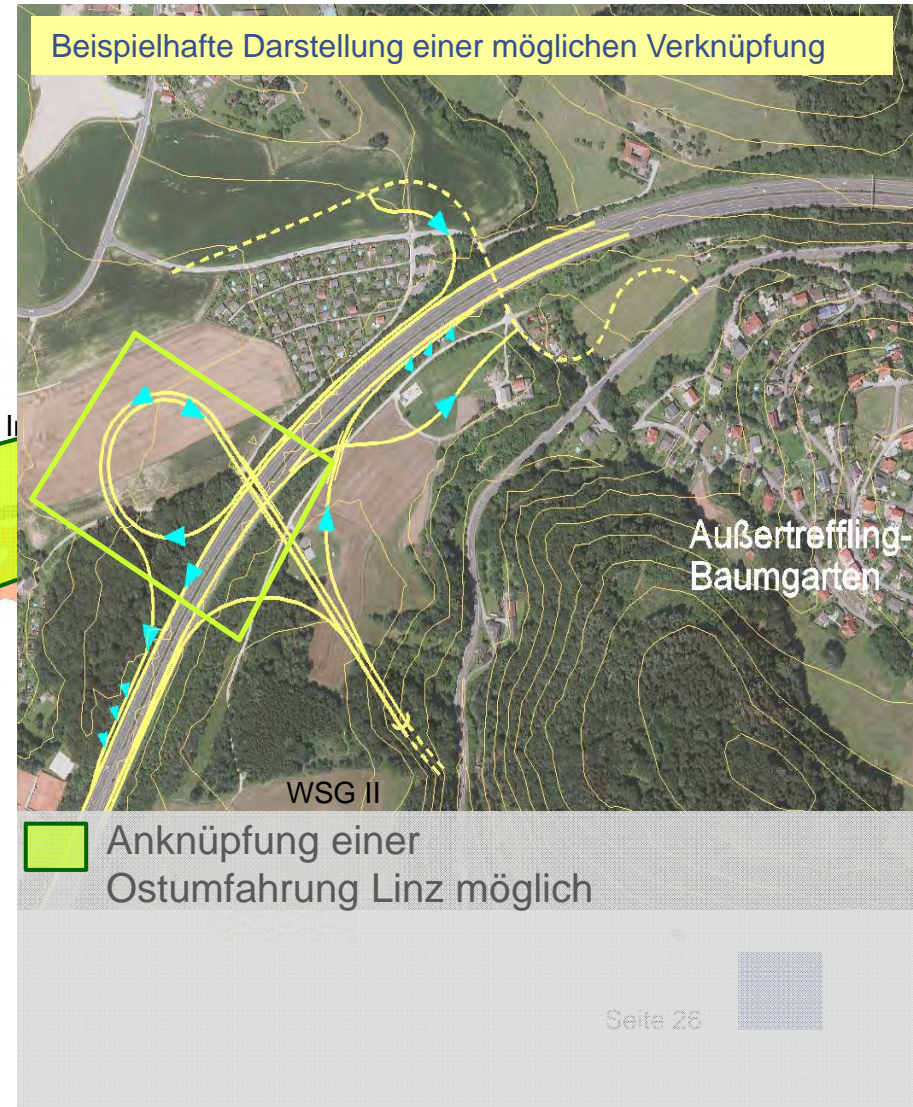 Beispielhafte Darstellung einer möglichen Verknüpfung
Außertreffling-
Baumgarten
WSG II
Anknüpfung einer
Ostumfahrung Linz möglich
Seite 26